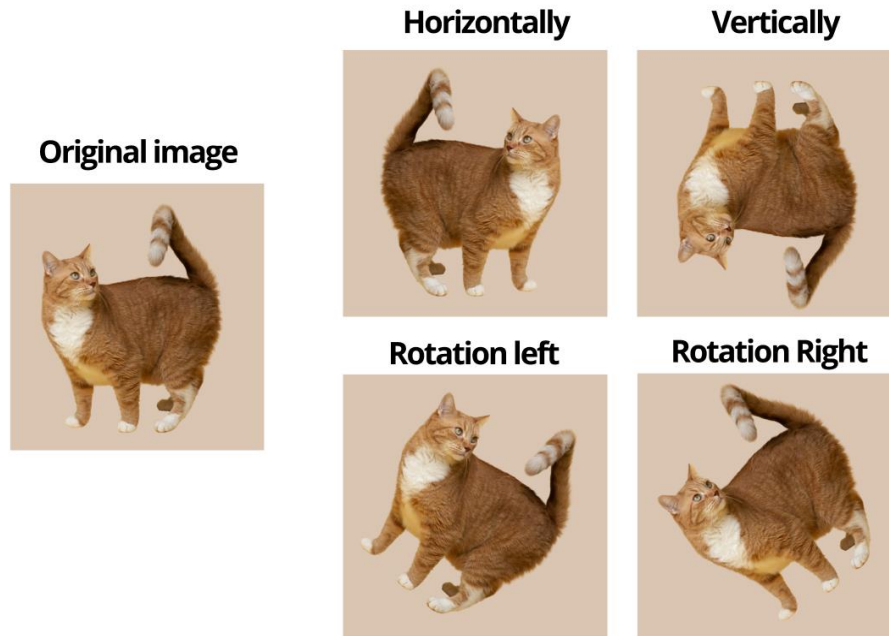 Horizontally
Vertically
Original image
Rotation left
Rotation Right